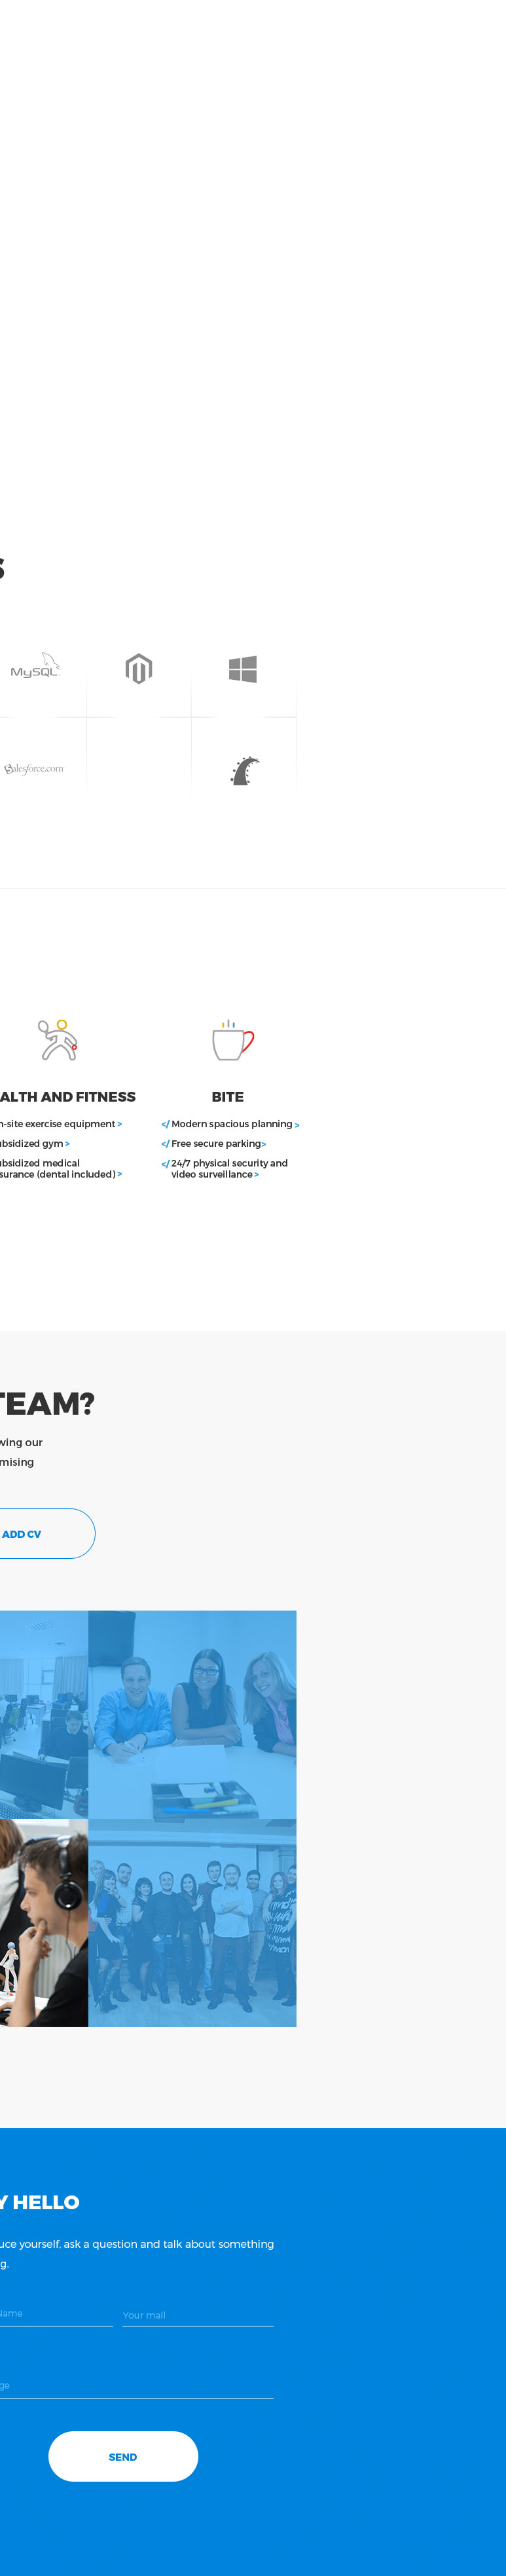 S
MySQL
salesforce.com
ALTH AND FITNESS
BITE
n-site exercise equipment >
ubsidized gym >
ubsidized medical
surance (dental included) >
</ Modern spacious planning >
</ Free secure parking>
</ 24/7 physical security and
video surveillance >
TEAM?
wing our
mising
ADD CV
Y HELLO
uce yourself, ask a question and talk about something
g.
Name
Your mail
ge
SEND